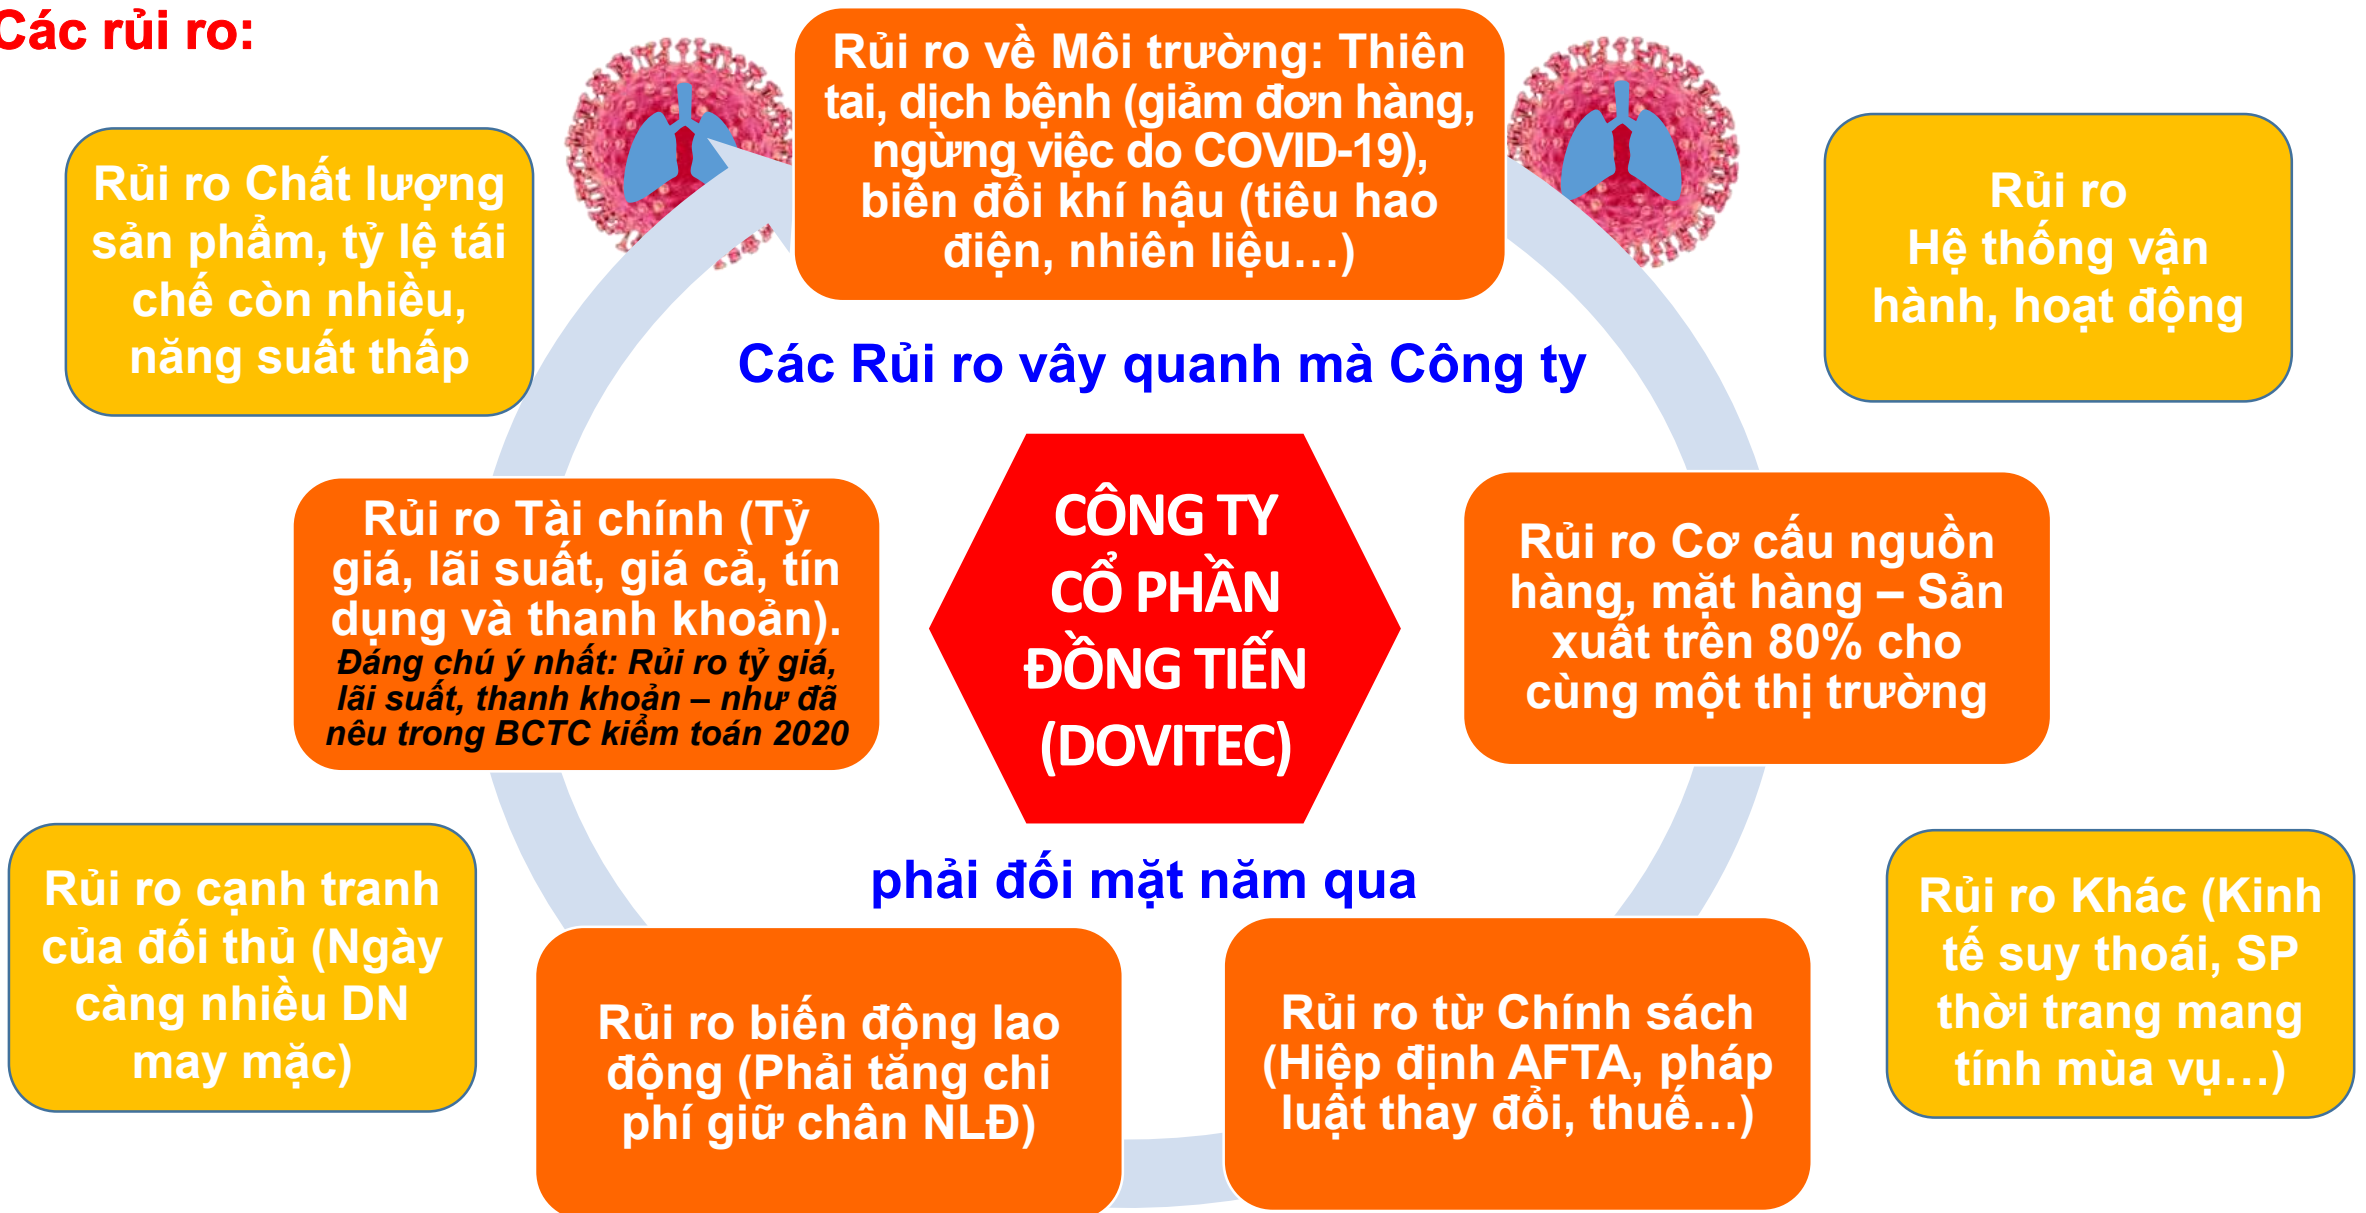 Các rủi ro:
Rủi ro về Môi trường: Thiên
tai, dịch bệnh (giảm đơn hàng,
ngừng việc do COVID-19),
biến đổi khí hậu (tiêu hao
điện, nhiên liệu…)
Rủi ro Chất lượng
sản phẩm, tỷ lệ tái
chế còn nhiều,
năng suất thấp
Rủi ro
Hệ thống vận
hành, hoạt động
Các Rủi ro vây quanh mà Công ty
Rủi ro Tài chính (Tỷ
giá, lãi suất, giá cả, tín
dụng và thanh khoản).
Đáng chú ý nhất: Rủi ro tỷ giá,
lãi suất, thanh khoản – như đã
nêu trong BCTC kiểm toán 2020
CÔNG TY
CỔ PHẦN
ĐỒNG TIẾN
(DOVITEC)
Rủi ro Cơ cấu nguồn
hàng, mặt hàng – Sản
xuất trên 80% cho
cùng một thị trường
phải đối mặt năm qua
Rủi ro cạnh tranh
của đối thủ (Ngày
càng nhiều DN
may mặc)
Rủi ro biến động lao
động (Phải tăng chi
phí giữ chân NLĐ)
Rủi ro từ Chính sách
(Hiệp định AFTA, pháp
luật thay đổi, thuế…)
Rủi ro Khác (Kinh
tế suy thoái, SP
thời trang mang
tính mùa vụ…)